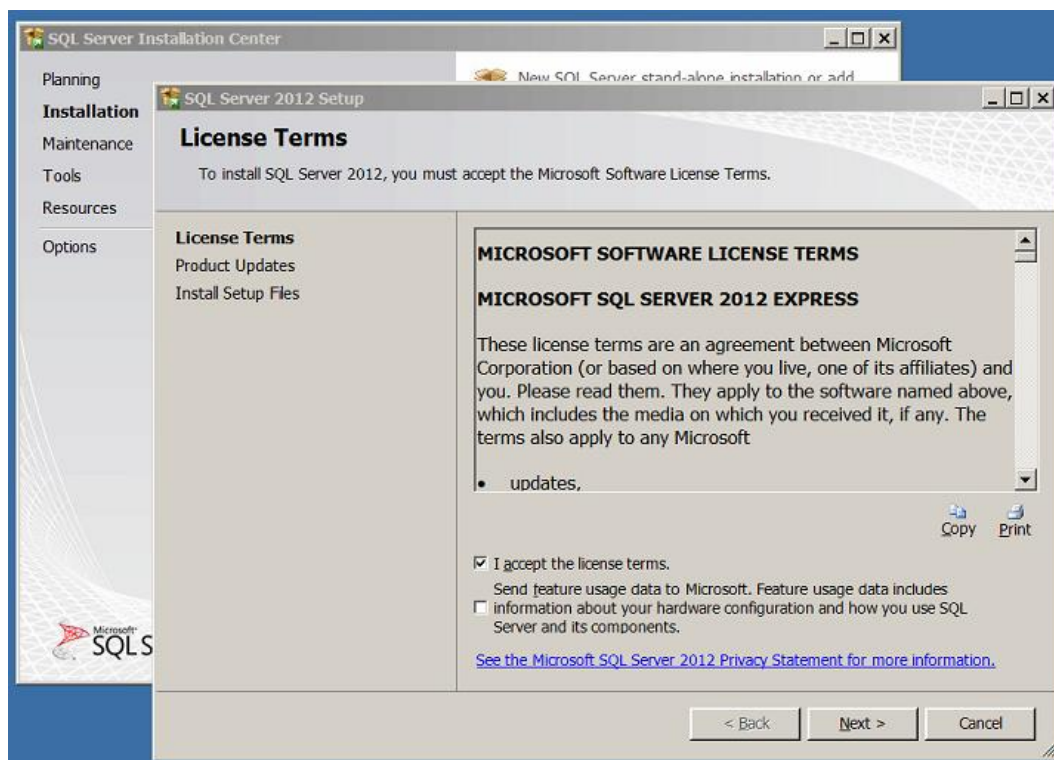 SQL Server Installation Center
Planning
Installation
Maintenance
Tools
Resources
Options
New SQL Server stand-alone installation or add
Microsoft
SQL S
SQL Server 2012 Setup
License Terms
To install SQL Server 2012, you must accept the Microsoft Software License Terms.
License Terms
Product Updates
Install Setup Files
MICROSOFT SOFTWARE LICENSE TERMS
MICROSOFT SQL SERVER 2012 EXPRESS
These license terms are an agreement between Microsoft
Corporation (or based on where you live, one of its affiliates) and
you. Please read them. They apply to the software named above,
which includes the media on which you received it, if any. The
terms also apply to any Microsoft
• updates,
Copy Print
I accept the license terms.
Send feature usage data to Microsoft. Feature usage data includes
information about your hardware configuration and how you use SQL
Server and its components.
See the Microsoft SQL Server 2012 Privacy Statement for more information.
< Back Next > Cancel